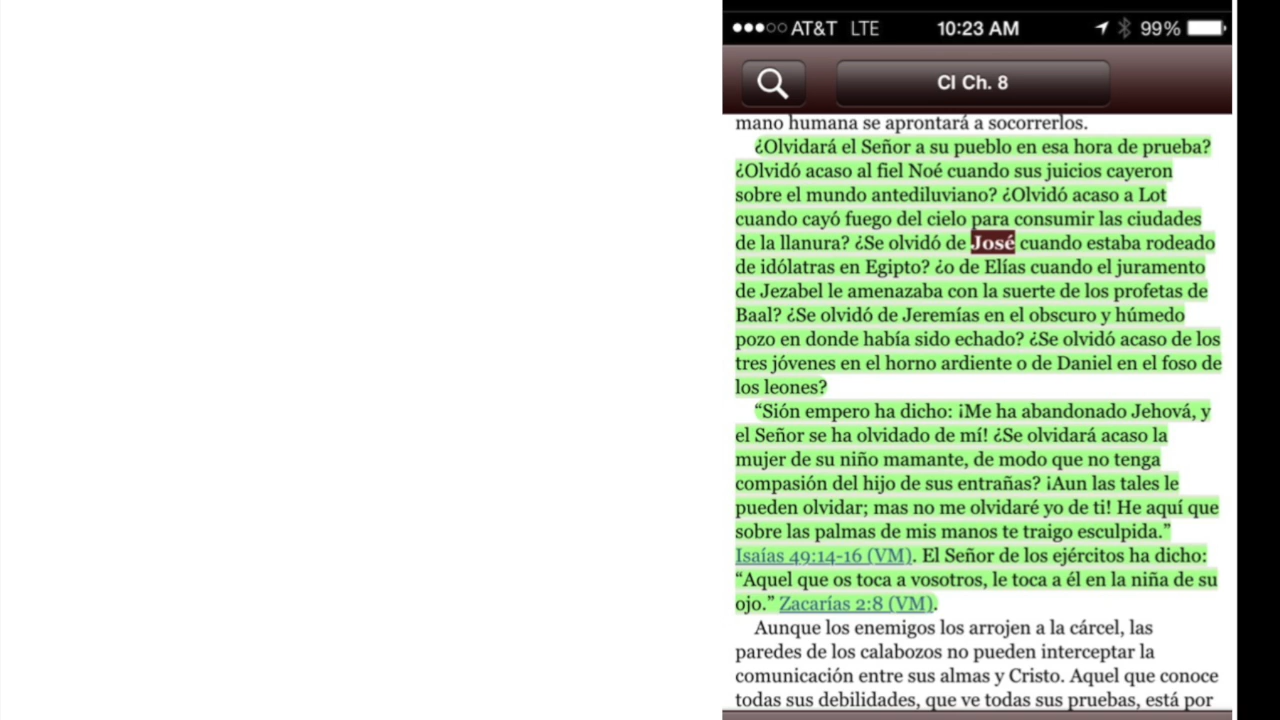 AT&T LTE 10:23 AM 99%
CI Ch. 8
mano humana se aprontará a socorrerlos.
¿Olvidará el Señor a su pueblo en esa hora de prueba?
¿Olvidó acaso al fiel Noé cuando sus juicios cayeron
sobre el mundo antediluviano? ¿Olvidó acaso a Lot
cuando cayó fuego del cielo para consumir las ciudades
de la llanura? ¿Se olvidó de José cuando estaba rodeado
de idólatras en Egipto? ¿o de Elías cuando el juramento
de Jezabel le amenazaba con la suerte de los profetas de
Baal? ¿Se olvidó de Jeremías en el obscuro y húmedo
pozo en donde había sido echado? ¿Se olvidó acaso de los
tres jóvenes en el horno ardiente o de Daniel en el foso de
los leones?
“Sión empero ha dicho: ¡Me ha abandonado Jehová, y
el Señor se ha olvidado de mí! ¿Se olvidará acaso la
mujer de su niño mamante, de modo que no tenga
compasión del hijo de sus entrañas? ¡Aun las tales le
pueden olvidar; mas no me olvidaré yo de ti! He aquí que
sobre las palmas de mis manos te traigo esculpida.”
Isaías 49:14-16 (VM). El Señor de los ejércitos ha dicho:
“Aquel que os toca a vosotros, le toca a él en la niña de su
ojo.” Zacarías 2:8 (VM).
Aunque los enemigos los arrojen a la cárcel, las
paredes de los calabozos no pueden interceptar la
comunicación entre sus almas y Cristo. Aquel que conoce
todas sus debilidades, que ve todas sus pruebas, está por